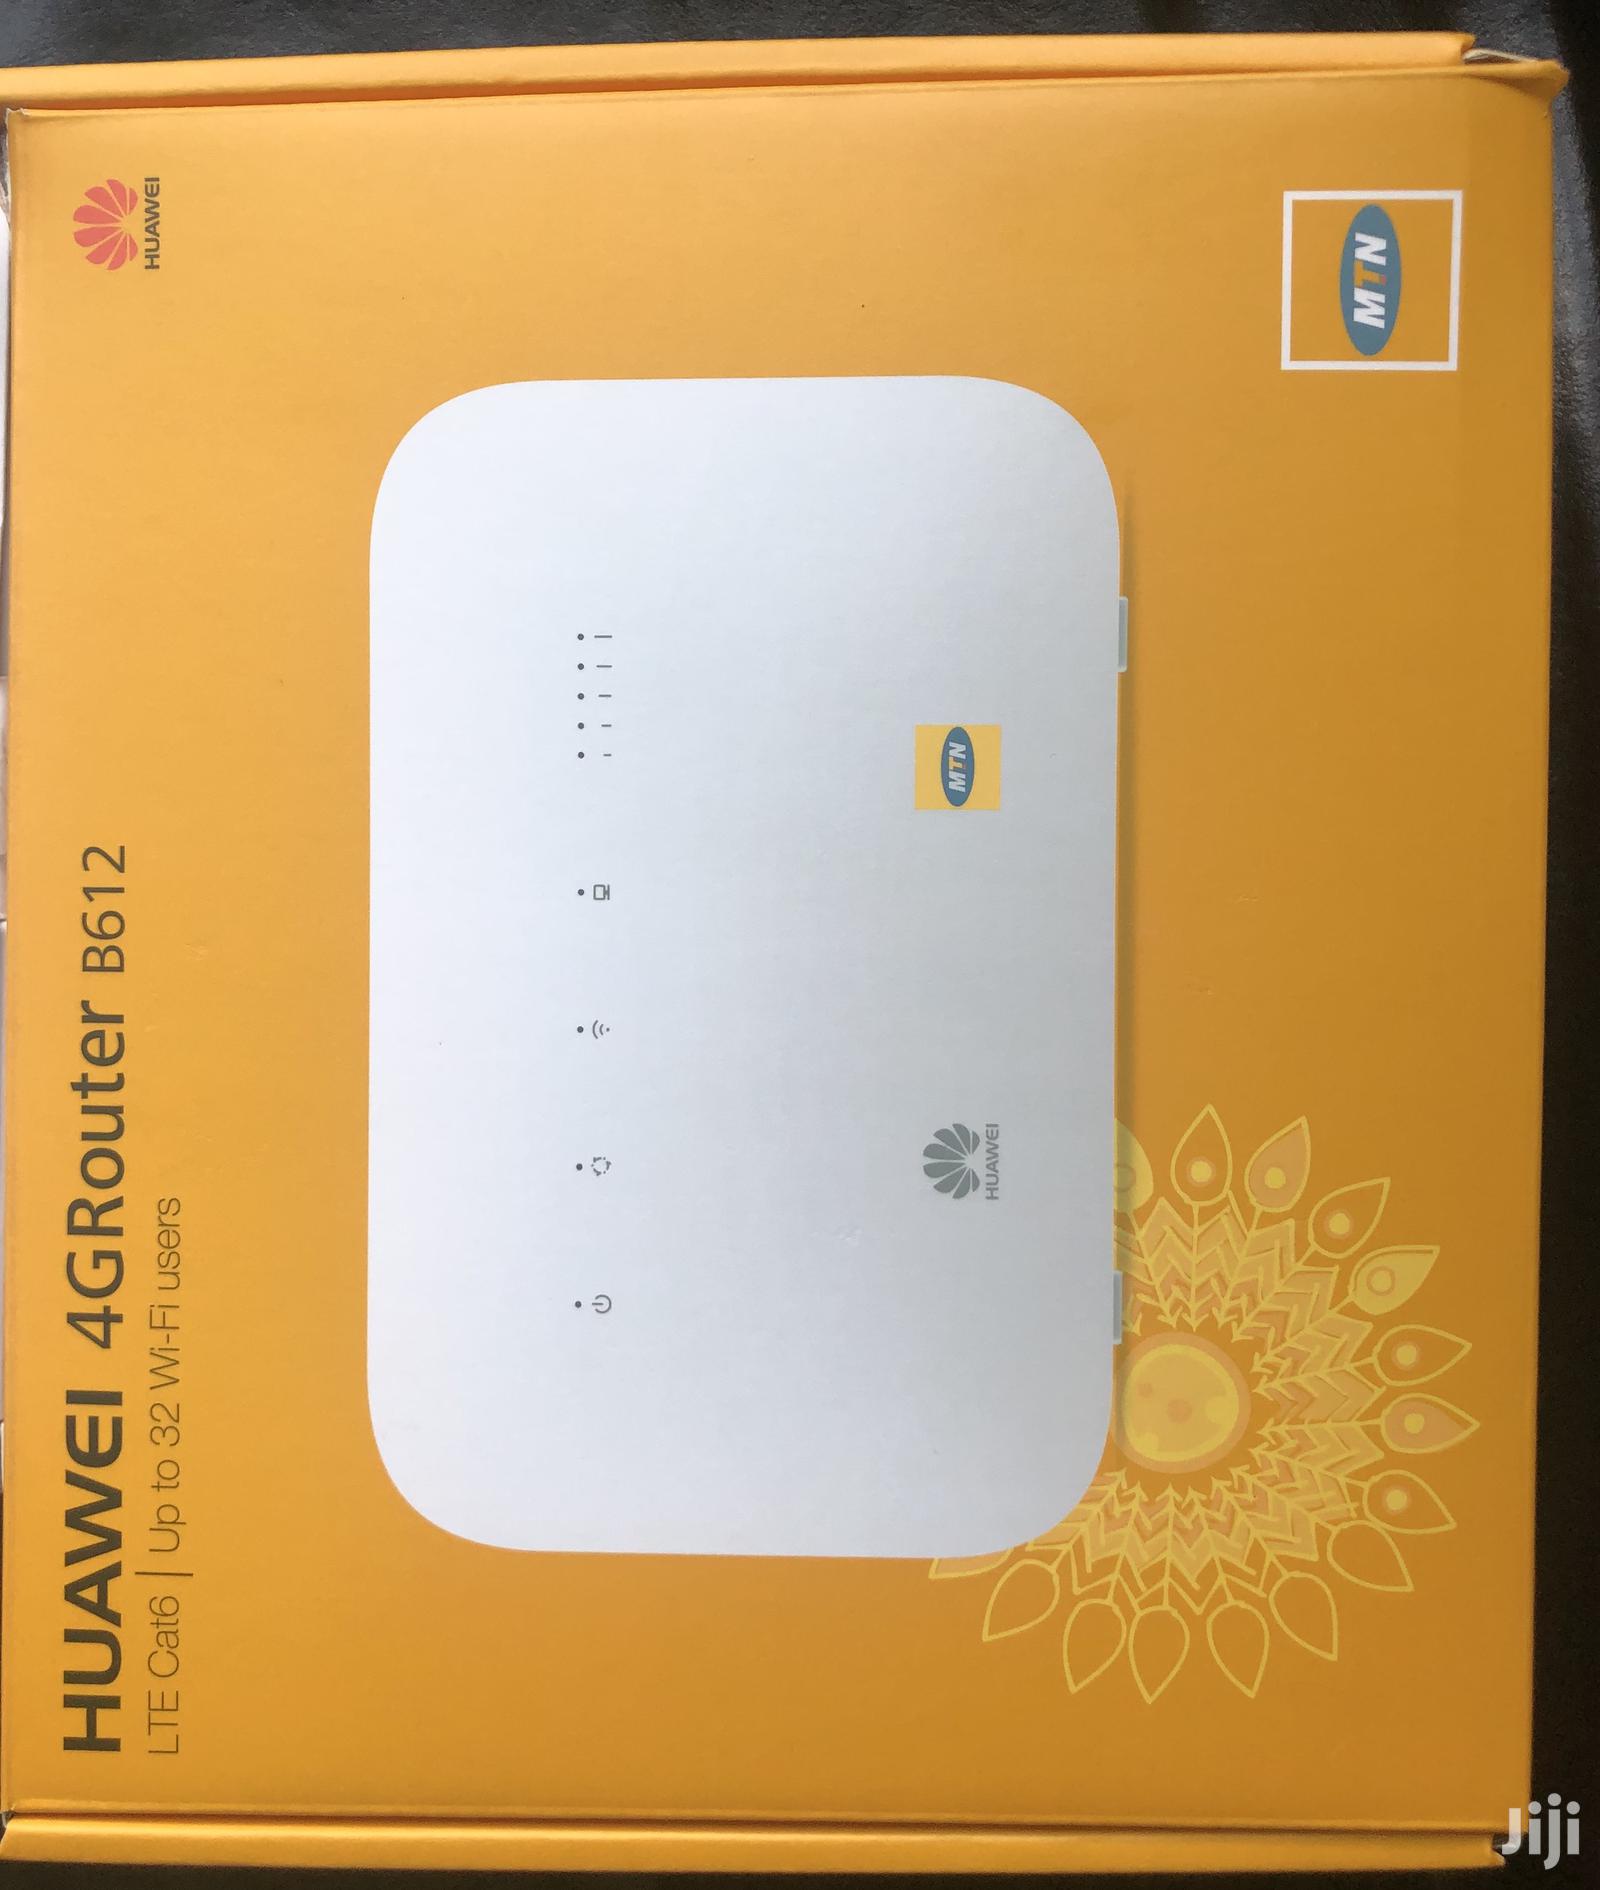 HUAWEI 4GRouter B612
LTE Cat6 | Up to 32 Wi-Fi users
HUAWEI
HUAWEI
MTN
MTN
Jiji